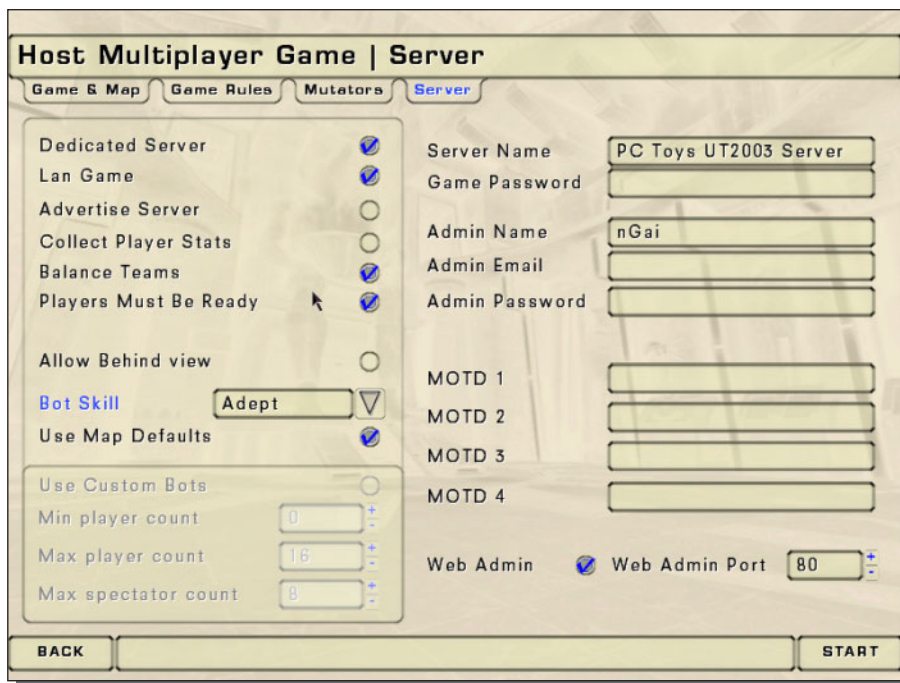 Host Multiplayer Game | Server
Game & Map Game Rules Mutators Server
Dedicated Server
Lan Game
Advertise Server
Collect Player Stats
Balance Teams
Players Must Be Ready
Allow Behind view
Bot Skill Adept
Use Map Defaults
Use Custom Bots
Min player count 0 + -
Max player count 16 + -
Max spectator count 8 + -
Server Name PC Toys UT2003 Server
Game Password
Admin Name nGai
Admin Email
Admin Password
MOTD 1
MOTD 2
MOTD 3
MOTD 4
Web Admin Web Admin Port 80 + -
BACK START